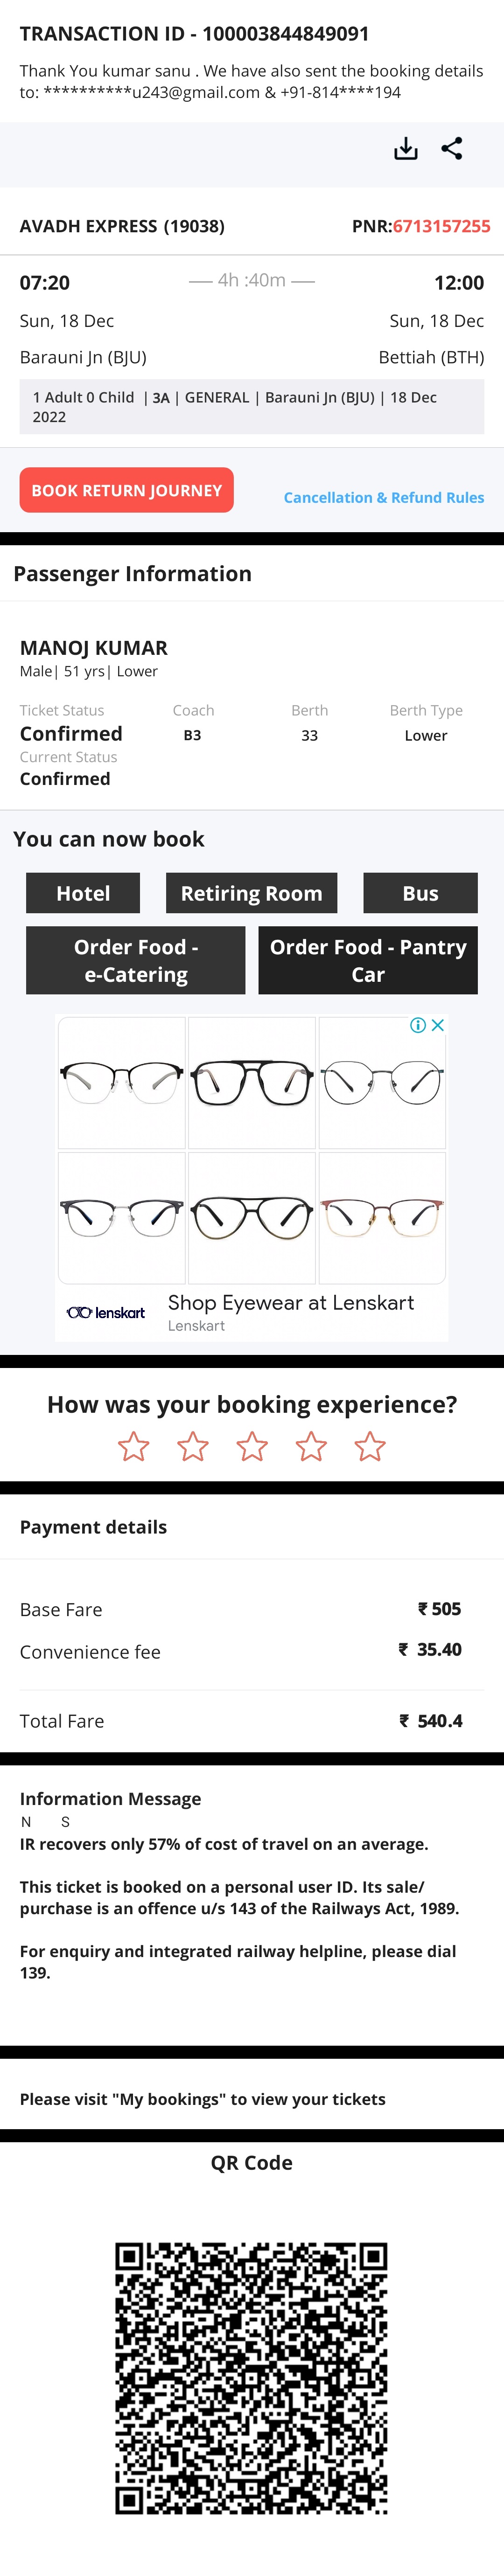 TRANSACTION ID - 100003844849091
Thank You kumar sanu . We have also sent the booking details
to: **********u243@gmail.com & +91-814****194
AVADH EXPRESS (19038) PNR:6713157255
07:20 4h :40m 12:00
Sun, 18 Dec Sun, 18 Dec
Barauni Jn (BJU) Bettiah (BTH)
1 Adult 0 Child | 3A | GENERAL | Barauni Jn (BJU) | 18 Dec
2022
BOOK RETURN JOURNEY Cancellation & Refund Rules
Passenger Information
MANOJ KUMAR
Male| 51 yrs| Lower
Ticket Status Coach Berth Berth Type
Confirmed B3 33 Lower
Current Status
Confirmed
You can now book
Hotel Retiring Room Bus
Order Food - Order Food - Pantry
e-Catering Car
lenskart Shop Eyewear at Lenskart
Lenskart
How was your booking experience?
Payment details
Base Fare ₹ 505
Convenience fee ₹ 35.40
Total Fare ₹ 540.4
Information Message
N S
IR recovers only 57% of cost of travel on an average.
This ticket is booked on a personal user ID. Its sale/
purchase is an offence u/s 143 of the Railways Act, 1989.
For enquiry and integrated railway helpline, please dial
139.
Please visit "My bookings" to view your tickets
QR Code